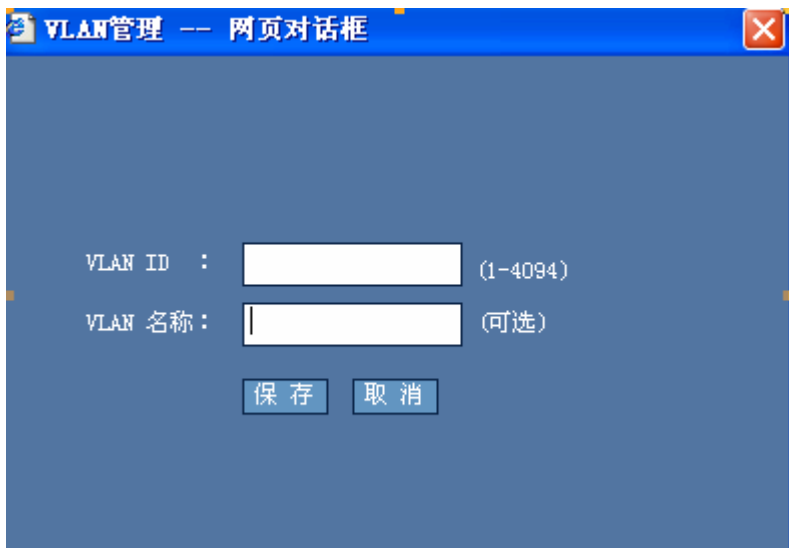 VLAN管理 -- 网页对话框
VLAN ID : (1-4094)
VLAN 名称: (可选)
保 存 取 消